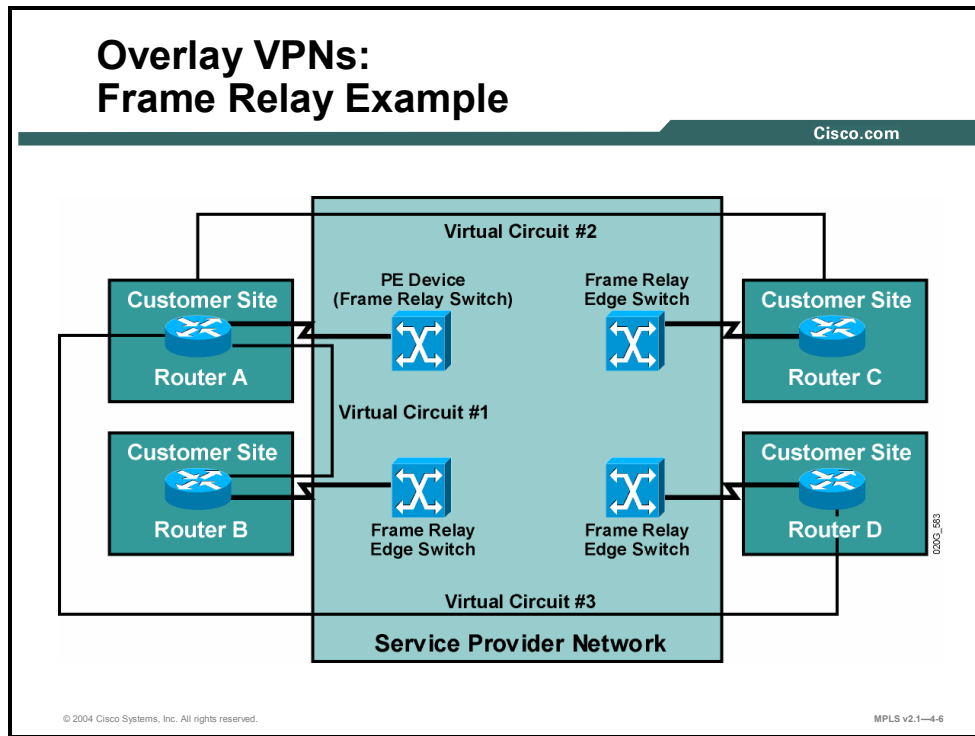 Overlay VPNs:
Frame Relay Example
Cisco.com
Virtual Circuit #2
Customer Site
Router A
PE Device
(Frame Relay Switch)
Frame Relay
Edge Switch
Customer Site
Router C
Virtual Circuit #1
Customer Site
Router B
Frame Relay
Edge Switch
Frame Relay
Edge Switch
Customer Site
Router D
020G_583
Virtual Circuit #3
Service Provider Network
© 2004 Cisco Systems, Inc. All rights reserved.
MPLS v2.1—4-6